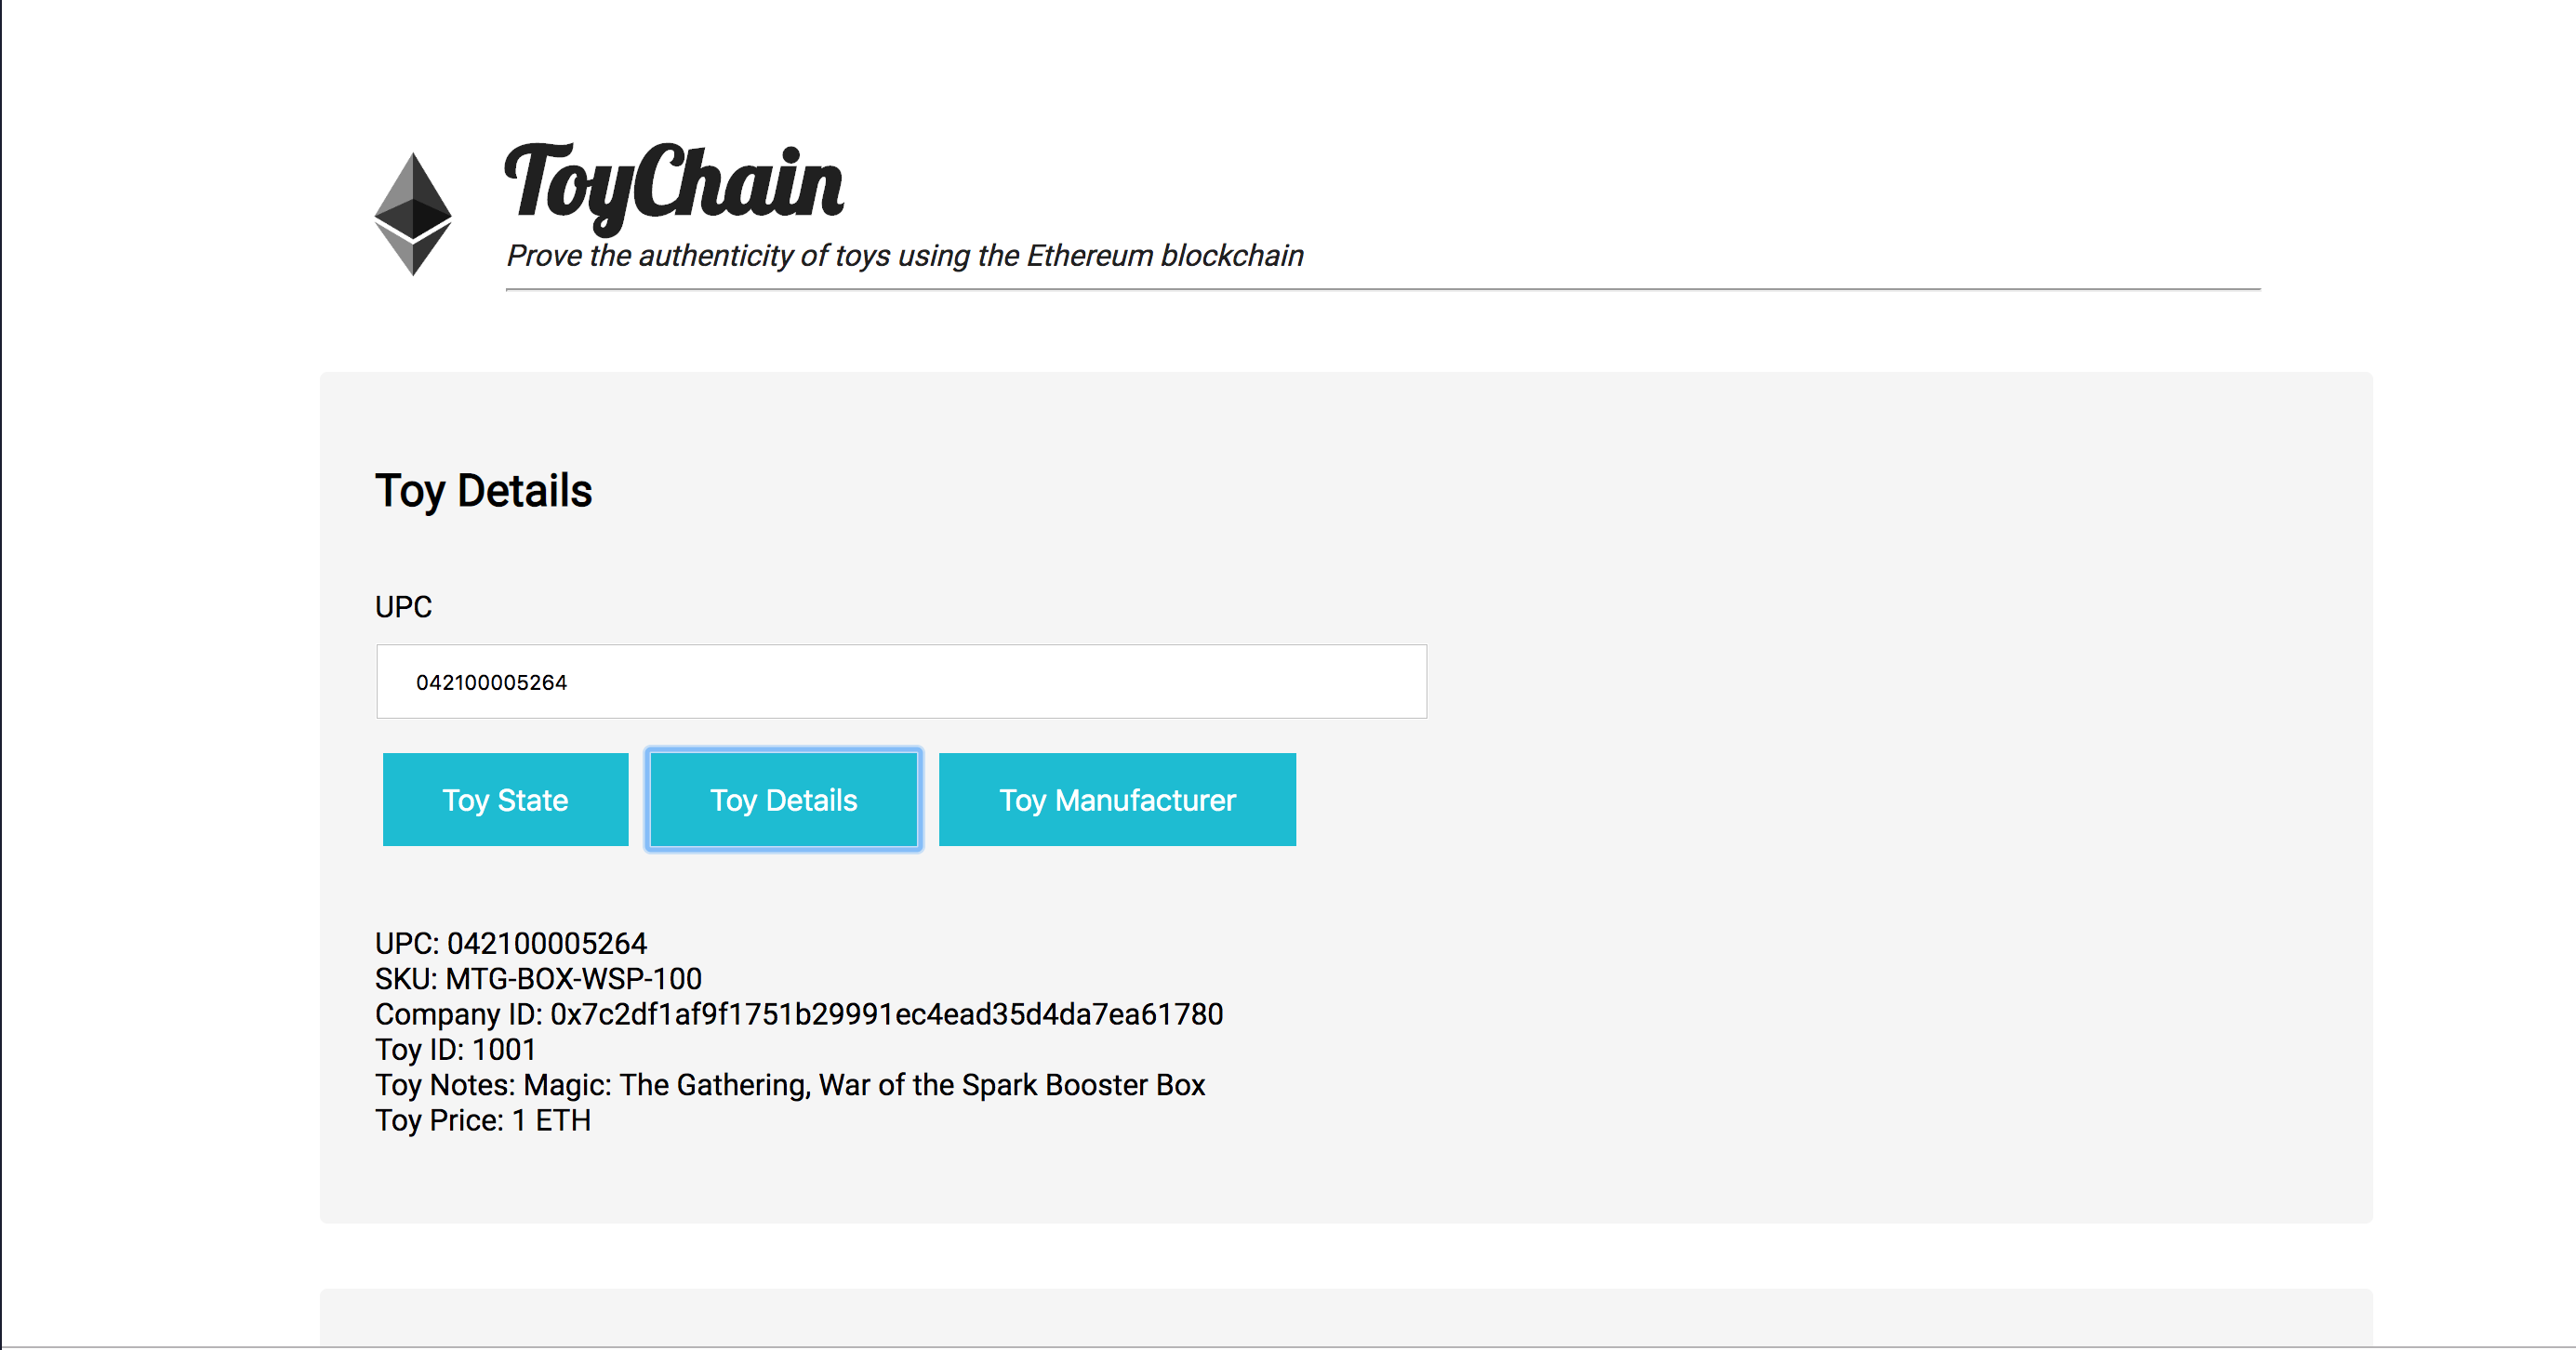 ToyChain
Prove the authenticity of toys using the Ethereum blockchain
Toy Details
UPC
042100005264
Toy State
Toy Details
Toy Manufacturer
UPC: 042100005264
SKU: MTG-BOX-WSP-100
Company ID: 0x7c2df1af9f1751b29991ec4ead35d4da7ea61780
Toy ID: 1001
Toy Notes: Magic: The Gathering, War of the Spark Booster Box
Toy Price: 1 ETH